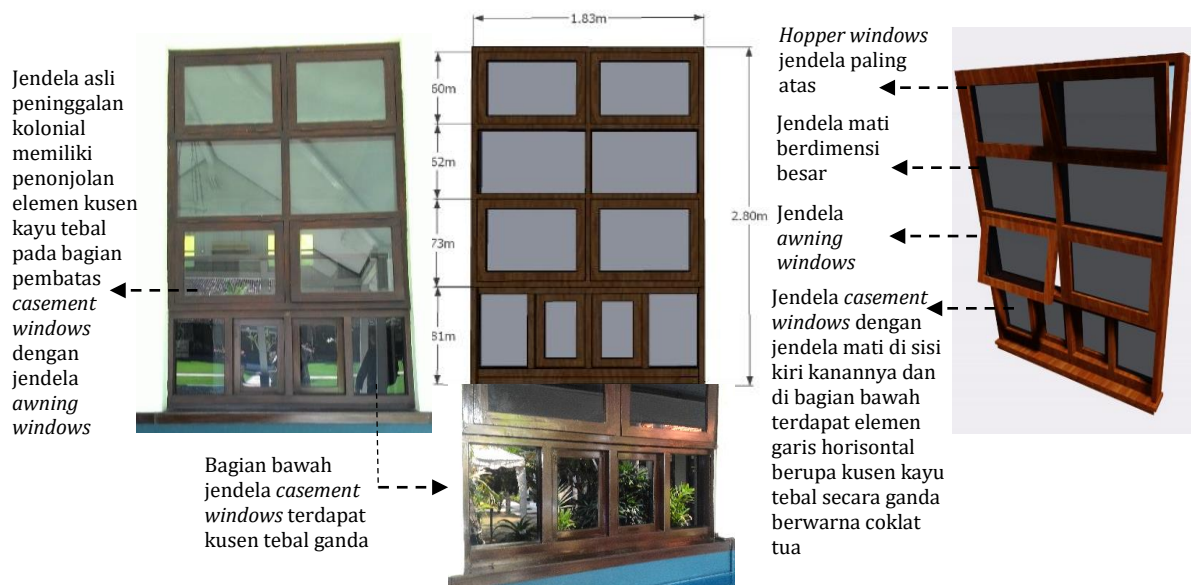 Jendela asli
peninggalan
kolonial
memiliki
penonjolan
elemen kusen
kayu tebal
pada bagian
pembatas
casement
windows
dengan
jendela
awning
windows
1.83m
60m
62m
73m
81m
2.80m
Bagian bawah
jendela casement
windows terdapat
kusen tebal ganda
Hopper windows
jendela paling
atas
Jendela mati
berdimensi
besar
Jendela
awning
windows
Jendela casement
windows dengan
jendela mati di sisi
kiri kanannya dan
di bagian bawah
terdapat elemen
garis horisontal
berupa kusen kayu
tebal secara ganda
berwarna coklat
tua